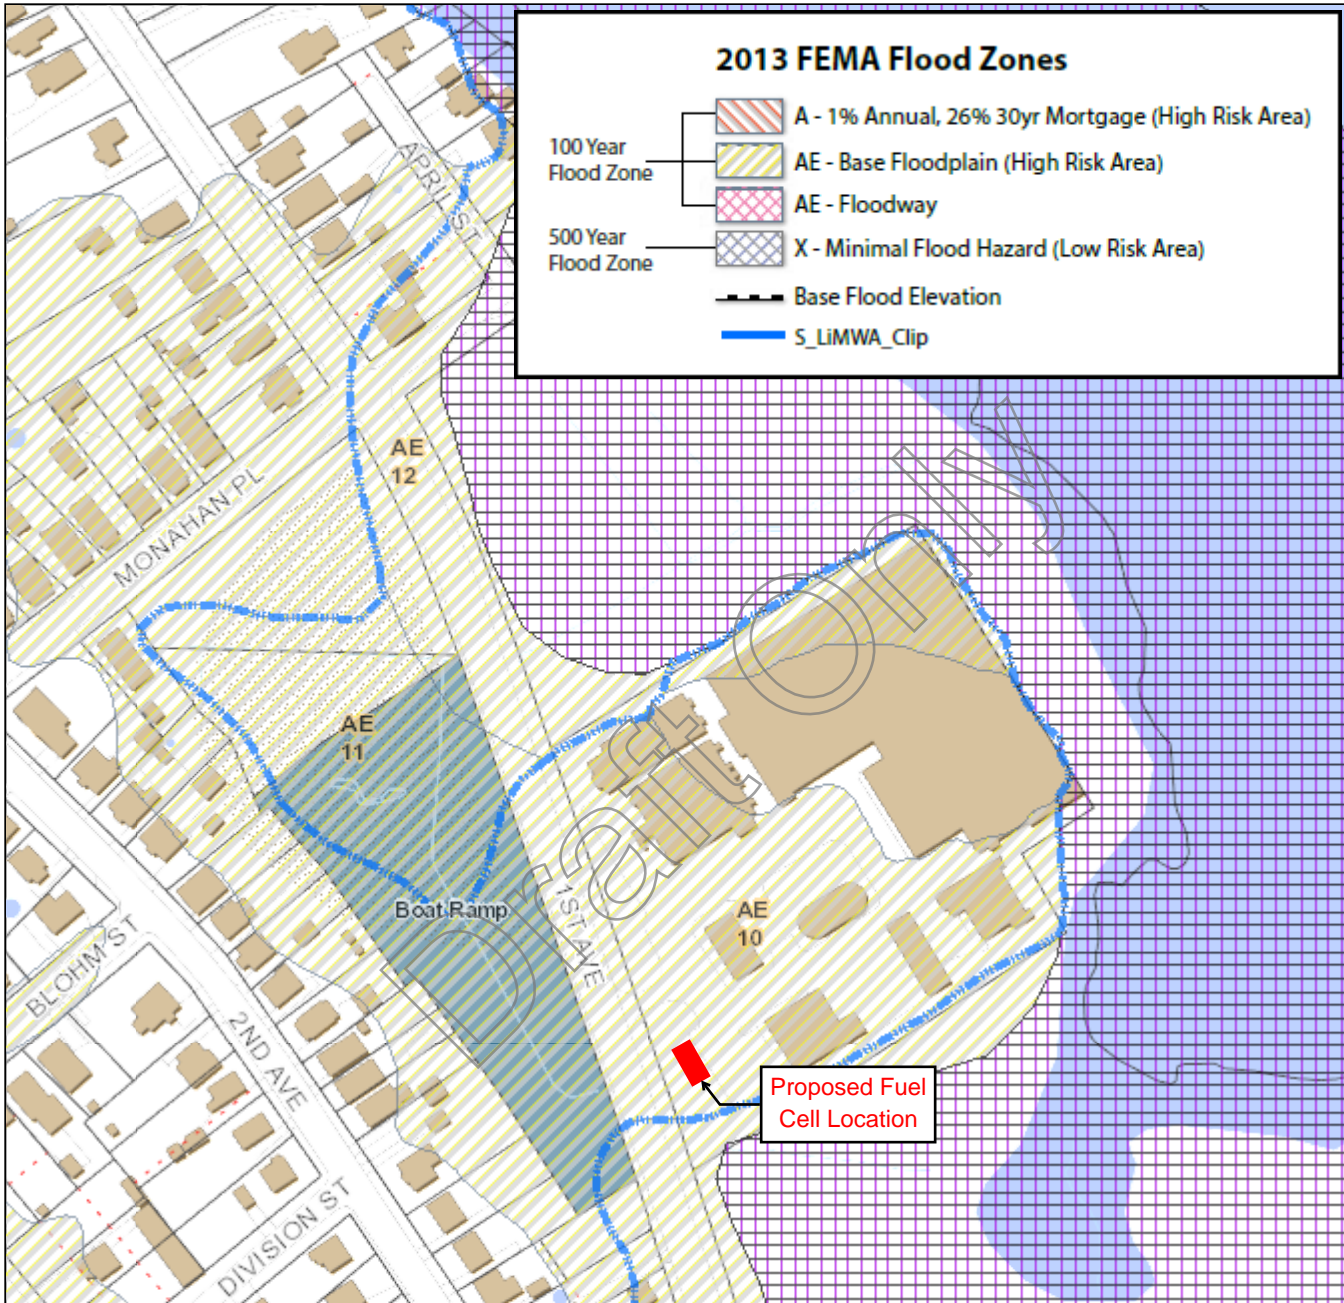 2013 FEMA Flood Zones
100 Year
Flood Zone
A - 1% Annual, 26% 30yr Mortgage (High Risk Area)
AE - Base Floodplain (High Risk Area)
AE - Floodway
500 Year
Flood Zone
X - Minimal Flood Hazard (Low Risk Area)
Base Flood Elevation
S_LiMWA_Clip
APRIL ST
AE
12
MONAHAN PL
AE
11
Boat Ramp
1ST AVE
AE
10
BLOHM ST
2ND AVE
DIVISION ST
Proposed Fuel
Cell Location
Draft Only